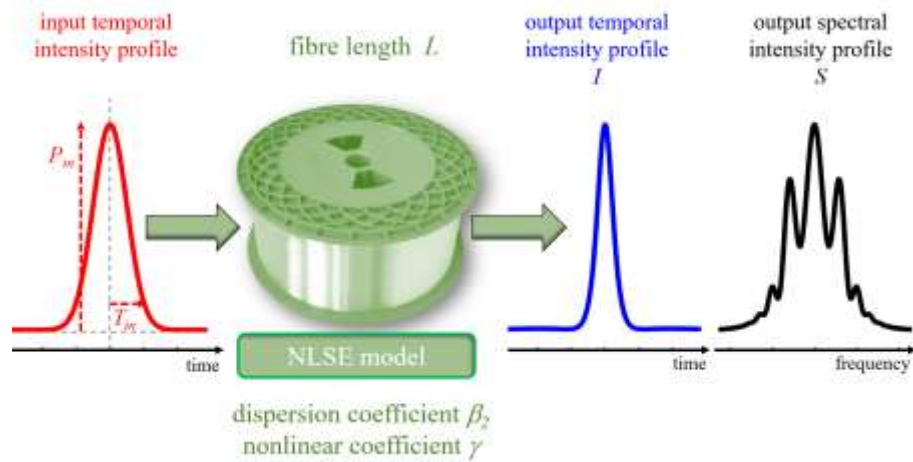 input temporal
intensity profile
fibre length L
output temporal
intensity profile
I
output spectral
intensity profile
S
P_in
T_in
time
NLSE model
time
frequency
dispersion coefficient β₂
nonlinear coefficient γ